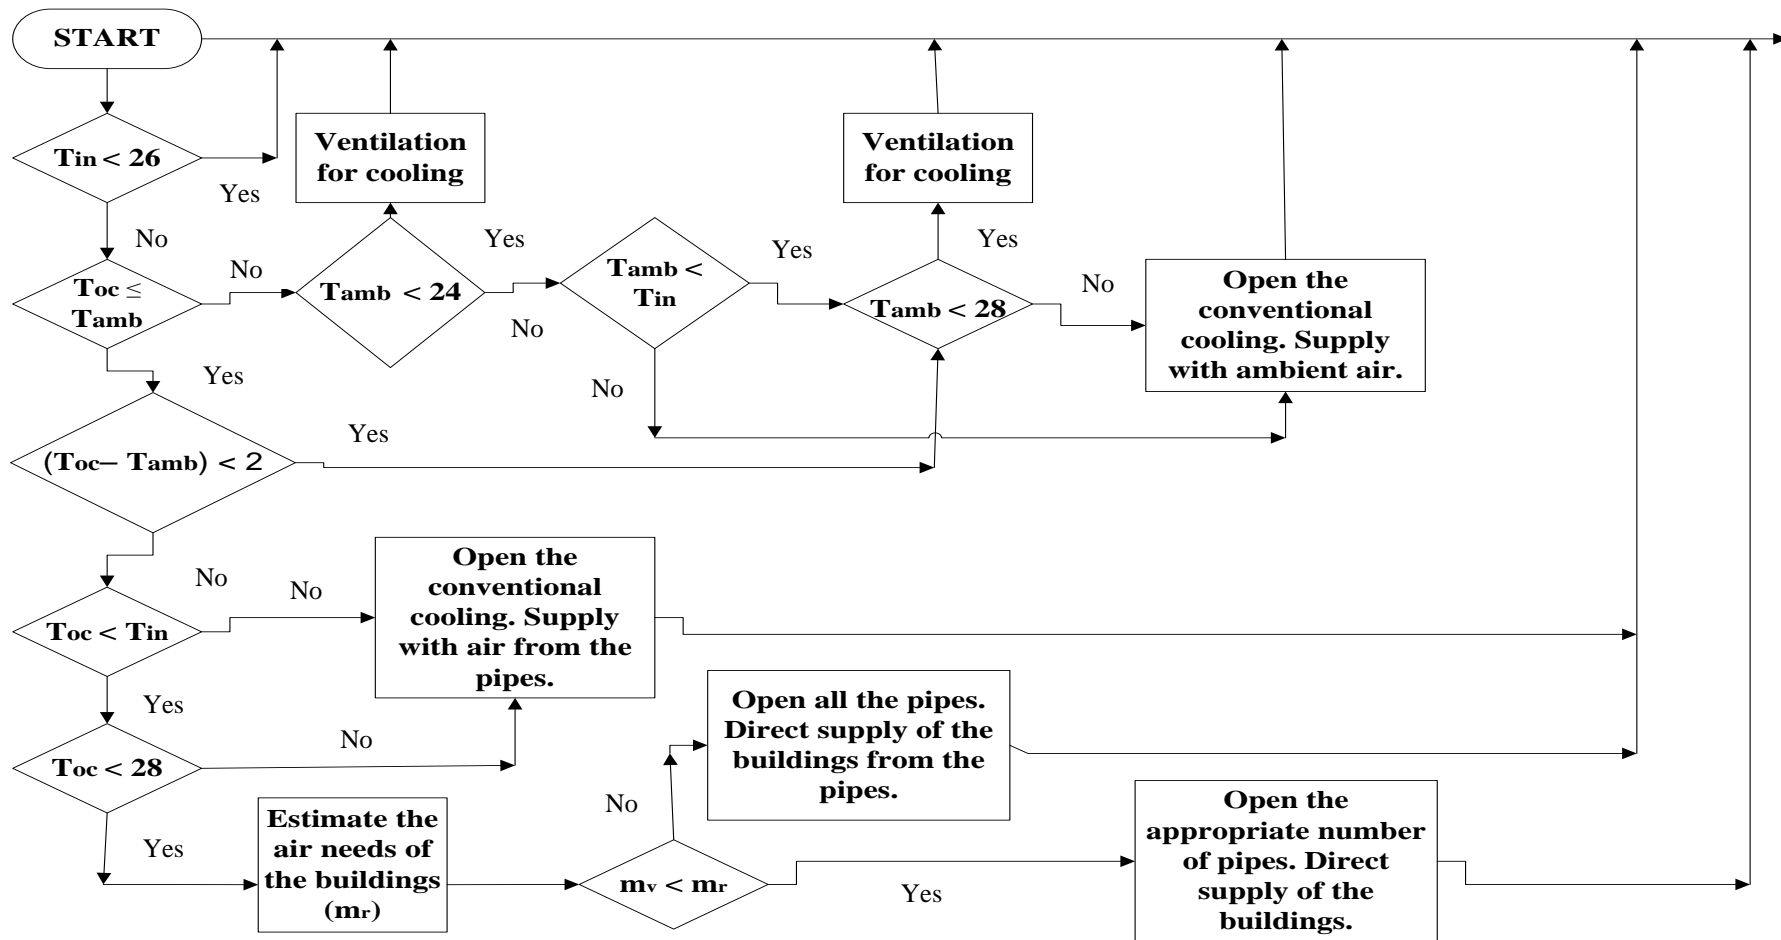 START
Tin < 26
Yes
No
Ventilation
for cooling
Ventilation
for cooling
Toc ≤
Tamb
No
Tamb < 24
Yes
No
Tamb <
Tin
Yes
No
Tamb < 28
Yes
No
Open the
conventional
cooling. Supply
with ambient air.
Yes
(Toc– Tamb) < 2
Yes
No
Toc < Tin
No
Yes
Open the
conventional
cooling. Supply
with air from the
pipes.
Toc < 28
No
Yes
Estimate the
air needs of
the buildings
(mr)
mv < mr
No
Yes
Open all the pipes.
Direct supply of the
buildings from the
pipes.
Open the
appropriate number
of pipes. Direct
supply of the
buildings.